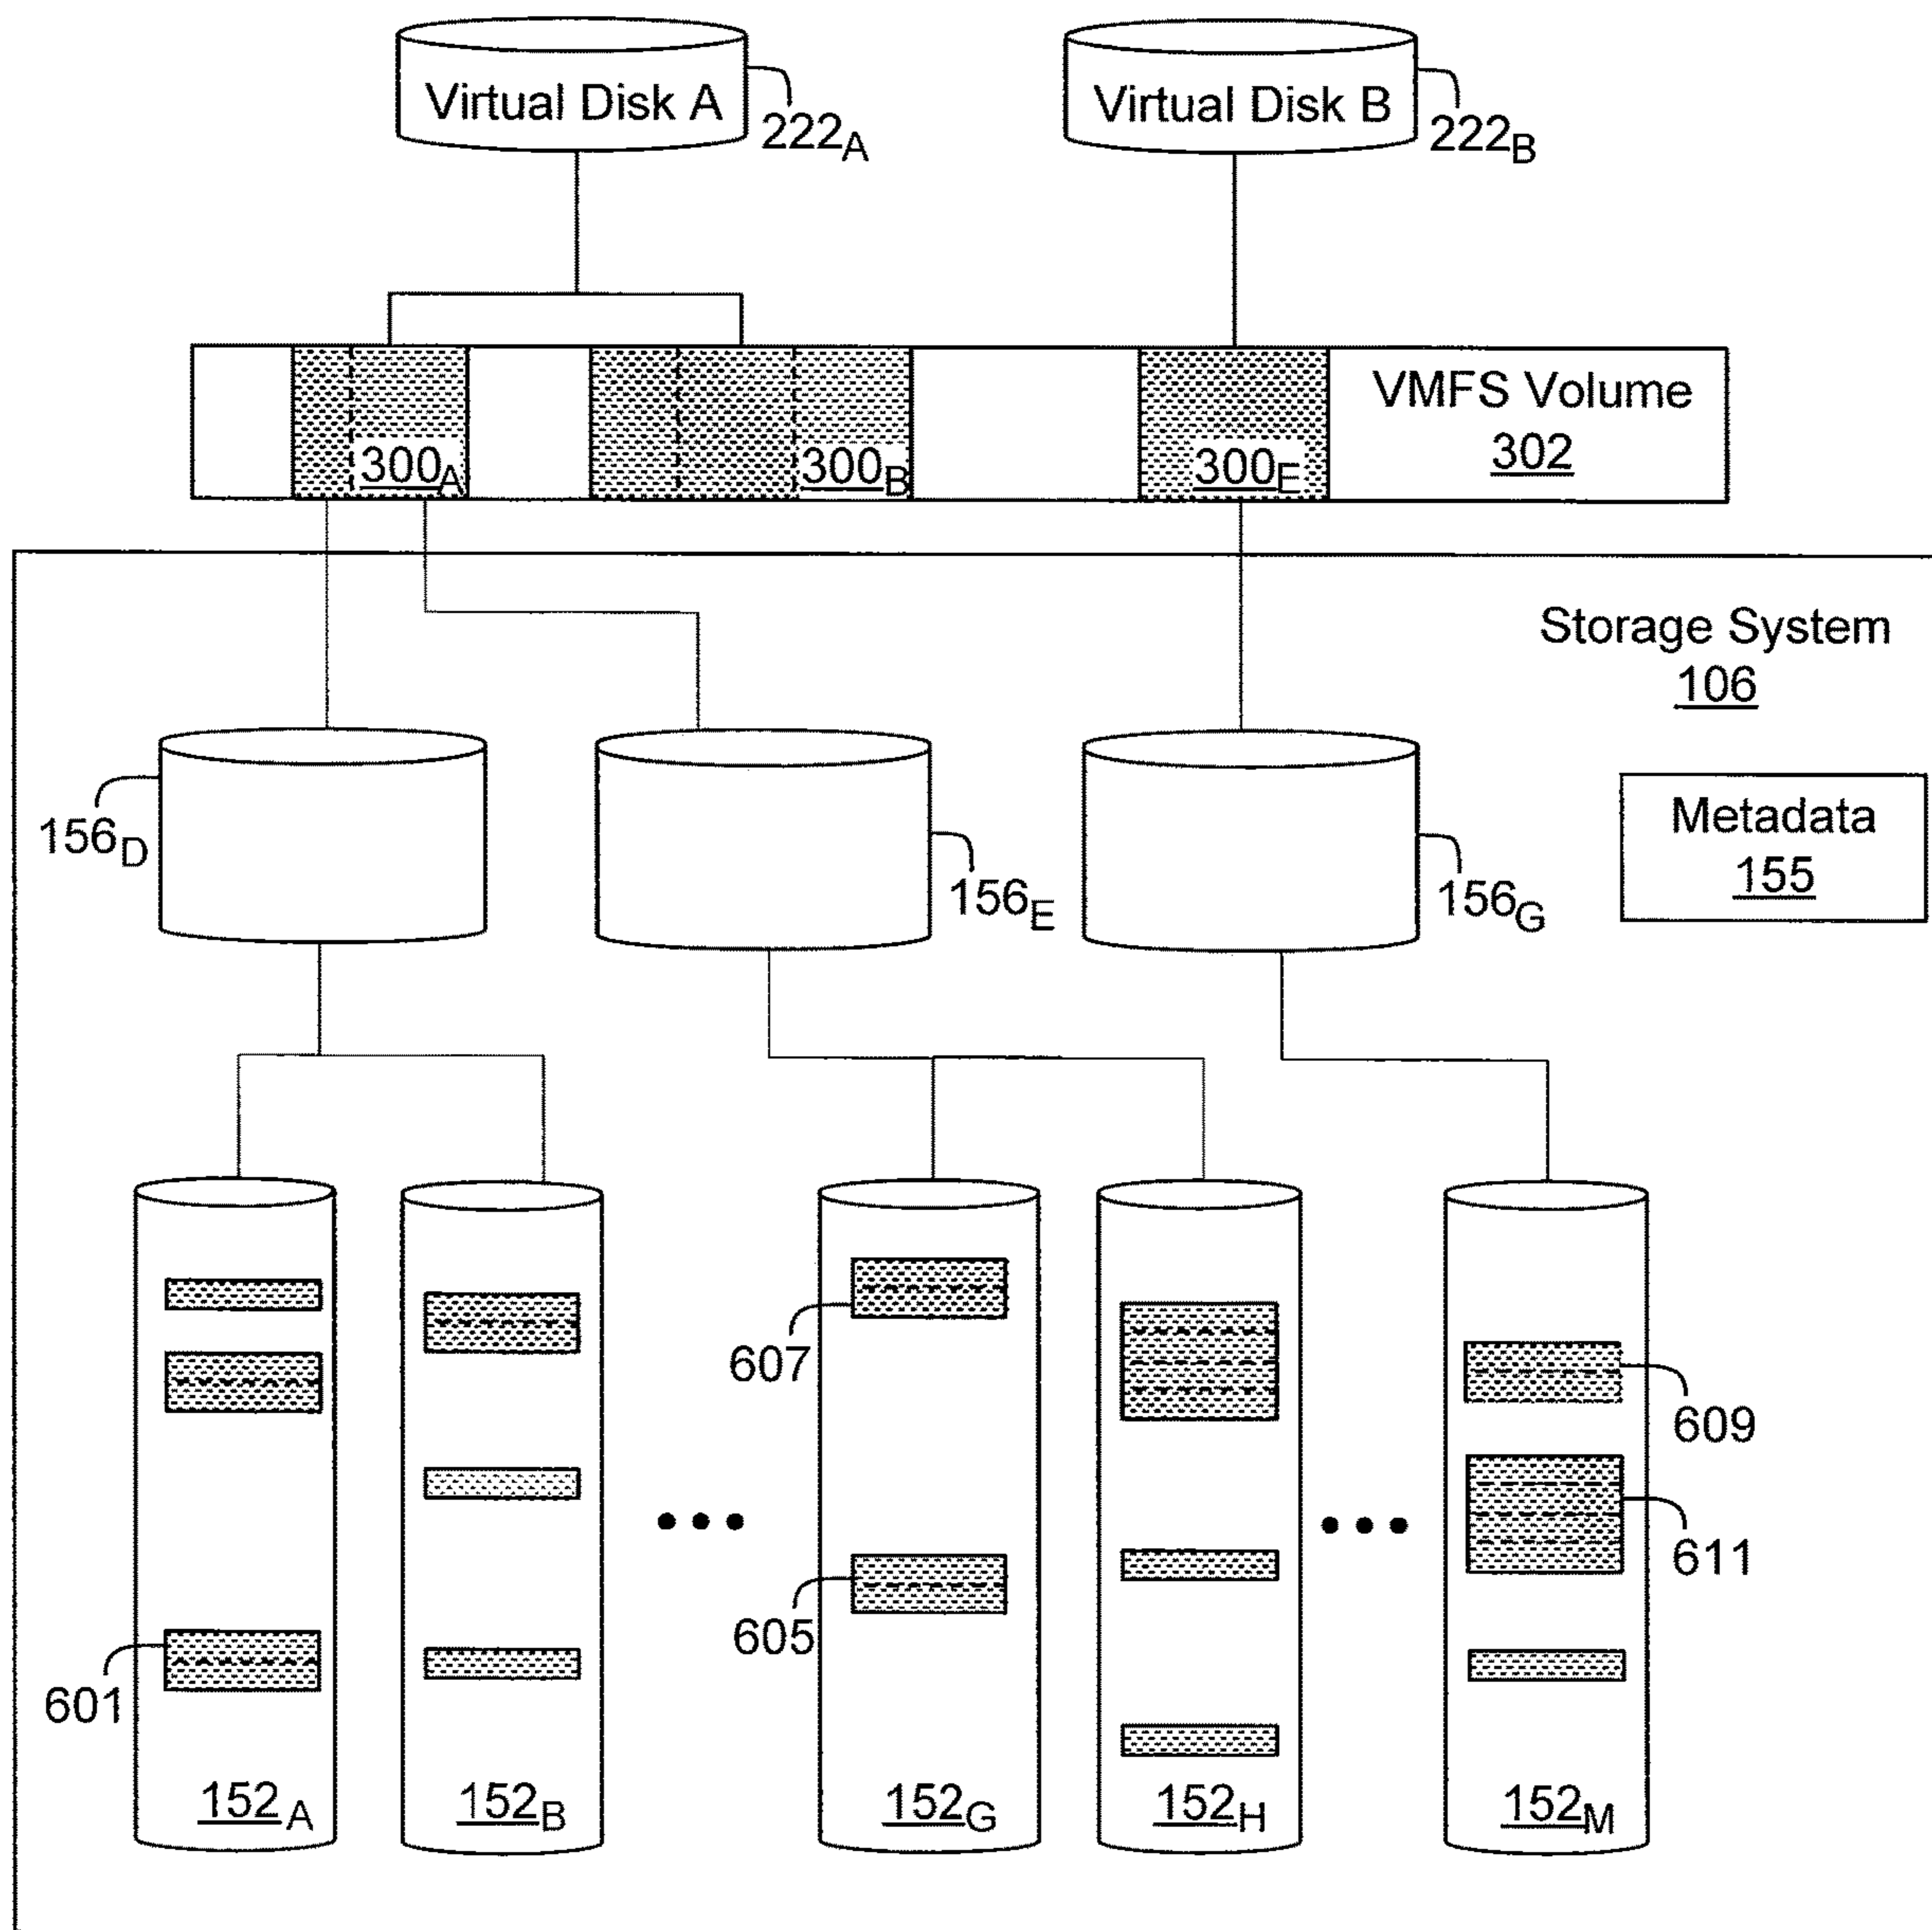 Virtual Disk A
222A
Virtual Disk B
222B
300A
300B
300E
VMFS Volume
302
Storage System
106
156D
156E
156G
Metadata
155
607
609
611
605
601
152A
152B
152G
152H
152M